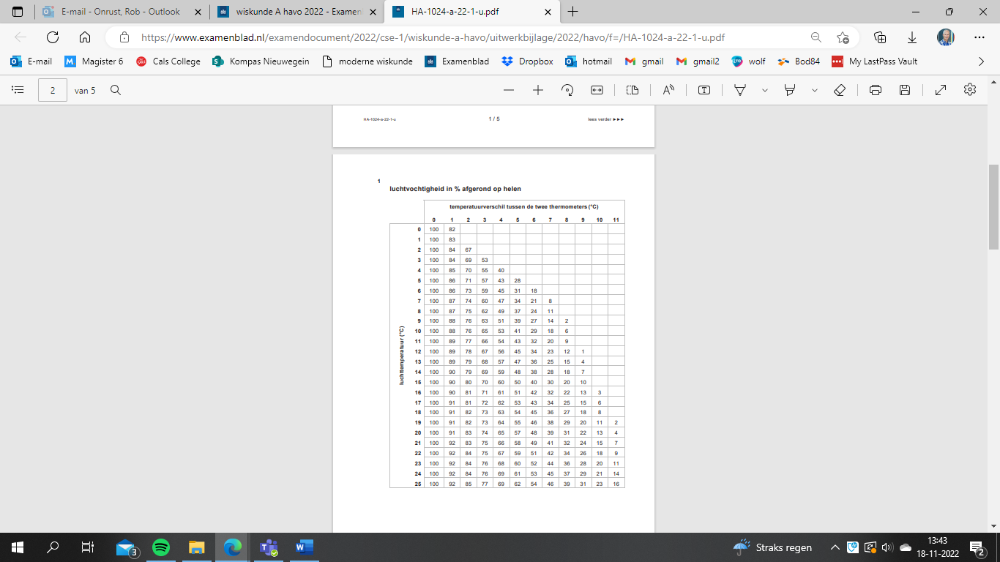 E-mail - Onrust, Rob - Outlook
wiskunde A havo 2022 - Examen
HA-1024-a-22-1-u.pdf
https://www.examenblad.nl/examendocument/2022/cse-1/wiskunde-a-havo/uitwerkbijlage/2022/havo/f=/HA-1024-a-22-1-u.pdf
E-mail Magister 6 Cals College Kompas Nieuwegein moderne wiskunde Examenblad Dropbox hotmail gmail gmail2 wolf Bod84 My LastPass Vault
2 van 5
HA-1024-a-22-1-u 1 / 5 lees verder ►►►
1
luchtvochtigheid in % afgerond op helen
temperatuurverschil tussen de twee thermometers (°C)
0 1 2 3 4 5 6 7 8 9 10 11
luchttemperatuur (°C)
0 100 82
1 100 83
2 100 84 67
3 100 84 69 53
4 100 85 70 55 40
5 100 86 71 57 43 28
6 100 86 73 59 45 31 18
7 100 87 74 60 47 34 21 8
8 100 87 75 62 49 37 24 11
9 100 88 76 63 51 39 27 14 2
10 100 88 76 65 53 41 29 18 6
11 100 89 77 66 54 43 32 20 9
12 100 89 78 67 56 45 34 23 12 1
13 100 89 79 68 57 47 36 25 15 4
14 100 90 79 69 59 48 38 28 18 7
15 100 90 80 70 60 50 40 30 20 10
16 100 90 81 71 61 51 42 32 22 13 3
17 100 91 81 72 62 53 43 34 25 15 6
18 100 91 82 73 63 54 45 36 27 18 8
19 100 91 82 73 64 55 46 38 29 20 11 2
20 100 91 83 74 65 57 48 39 31 22 13 4
21 100 92 83 75 66 58 49 41 32 24 15 7
22 100 92 84 75 67 59 51 42 34 26 18 9
23 100 92 84 76 68 60 52 44 36 28 20 11
24 100 92 84 76 69 61 53 45 37 29 21 14
25 100 92 85 77 69 62 54 46 39 31 23 16
3
Straks regen
13:43
18-11-2022
2